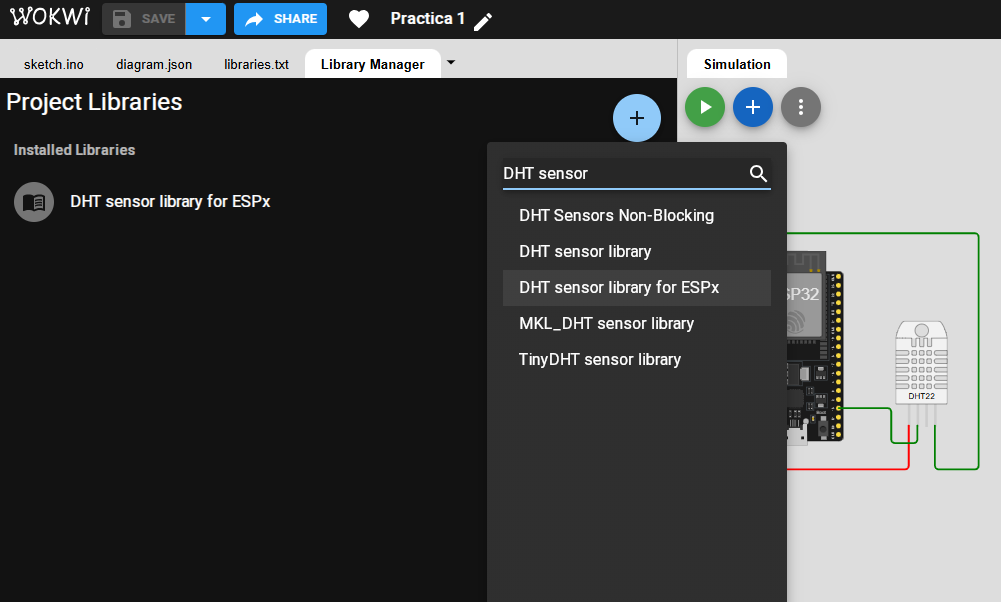 WOKWI SAVE SHARE Practica 1
sketch.ino diagram.json libraries.txt Library Manager Simulation
Project Libraries
Installed Libraries
DHT sensor library for ESPx
DHT sensor
DHT Sensors Non-Blocking
DHT sensor library
DHT sensor library for ESPx
MKL_DHT sensor library
TinyDHT sensor library
SP32
DHT22